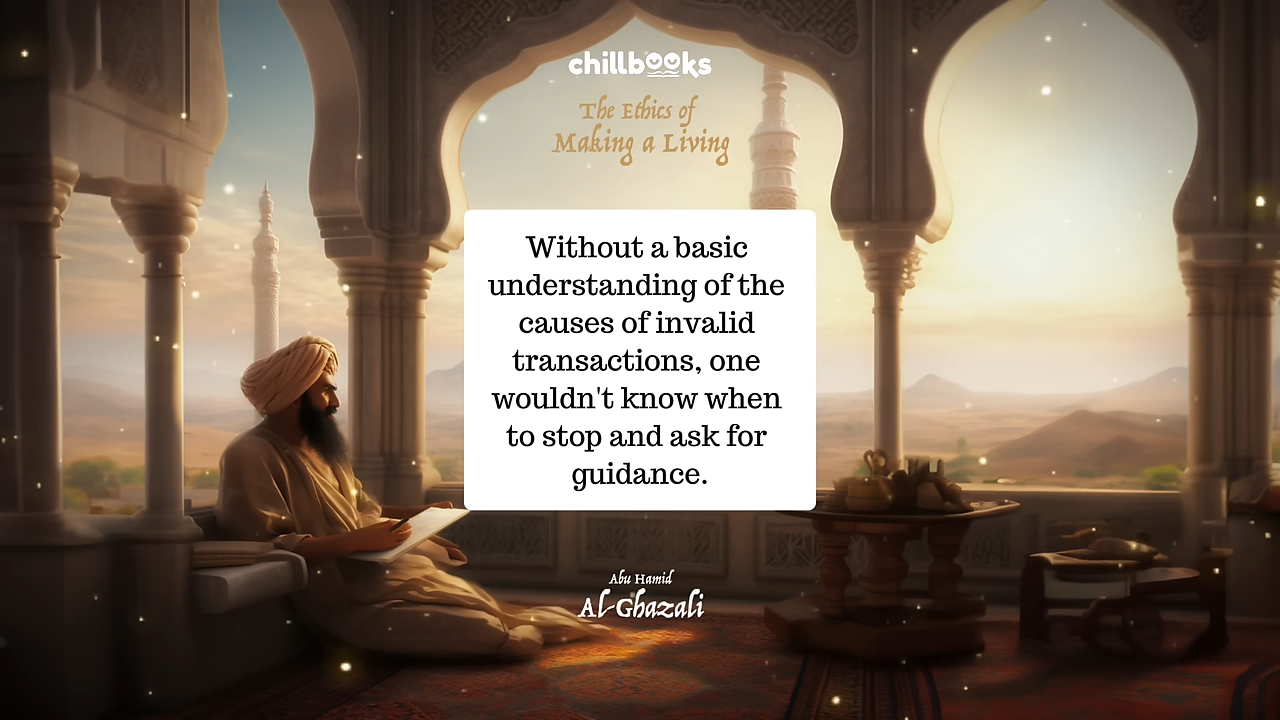 chillbooks
The Ethics of
Making a Living
Without a basic
understanding of the
causes of invalid
transactions, one
wouldn't know when
to stop and ask for
guidance.
Abu Hamid
Al-Ghazali